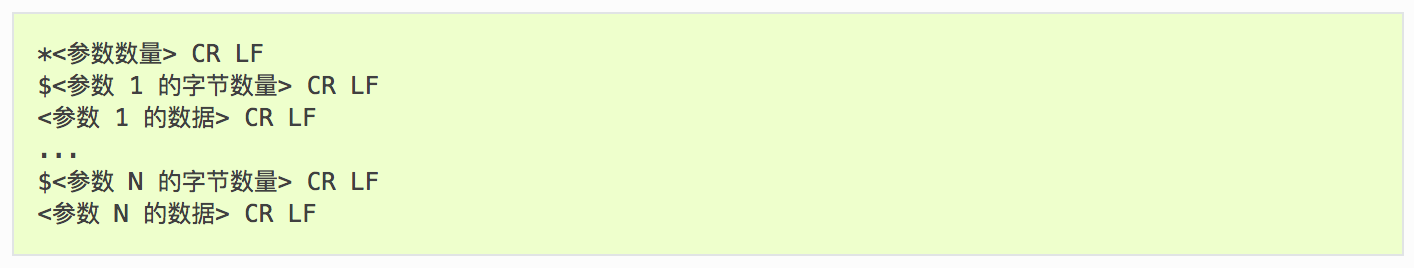 *<参数数量> CR LF
$<参数 1 的字节数量> CR LF
<参数 1 的数据> CR LF
...
$<参数 N 的字节数量> CR LF
<参数 N 的数据> CR LF